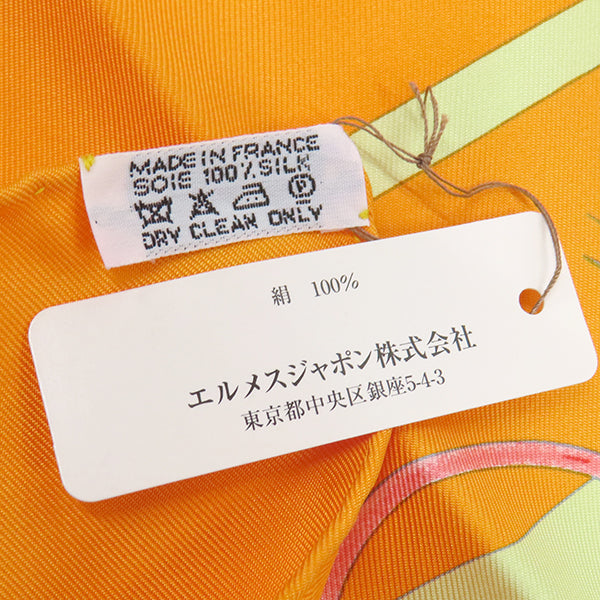 MADE IN FRANCE
SOIE 100% SILK
P
DRY CLEAN ONLY
絹 100%
エルメスジャポン株式会社
東京都中央区銀座5-4-3